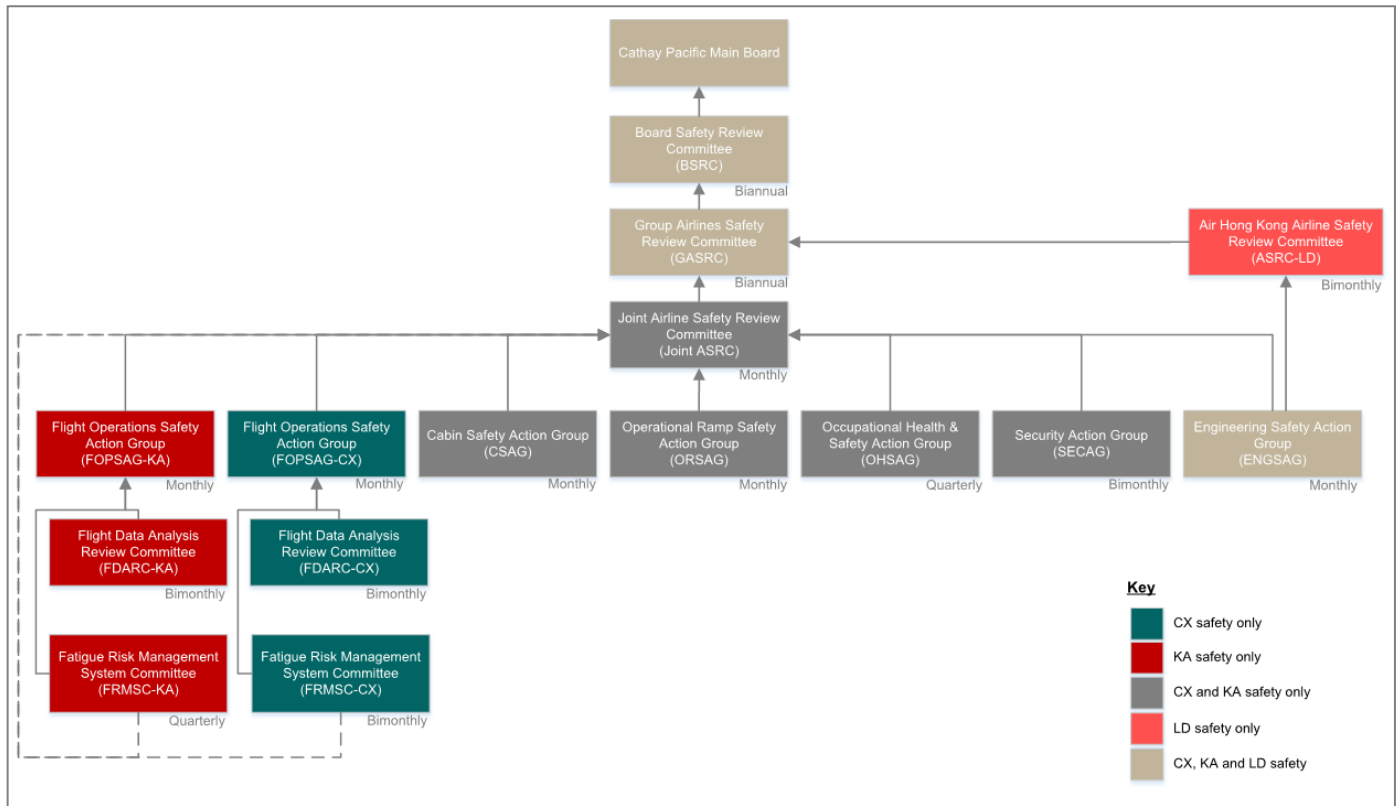 Cathay Pacific Main Board
Board Safety Review
Committee
(BSRC)
Biannual
Group Airlines Safety
Review Committee
(GASRC)
Biannual
Air Hong Kong Airline Safety
Review Committee
(ASRC-LD)
Bimonthly
Joint Airline Safety Review
Committee
(Joint ASRC)
Monthly
Flight Operations Safety
Action Group
(FOPSAG-KA)
Monthly
Flight Operations Safety
Action Group
(FOPSAG-CX)
Monthly
Cabin Safety Action Group
(CSAG)
Monthly
Operational Ramp Safety
Action Group
(ORSAG)
Monthly
Occupational Health &
Safety Action Group
(OHSAG)
Quarterly
Security Action Group
(SECAG)
Bimonthly
Engineering Safety Action
Group
(ENGSAG)
Monthly
Flight Data Analysis
Review Committee
(FDARC-KA)
Bimonthly
Flight Data Analysis
Review Committee
(FDARC-CX)
Bimonthly
Fatigue Risk Management
System Committee
(FRMSC-KA)
Quarterly
Fatigue Risk Management
System Committee
(FRMSC-CX)
Bimonthly
Key
CX safety only
KA safety only
CX and KA safety only
LD safety only
CX, KA and LD safety